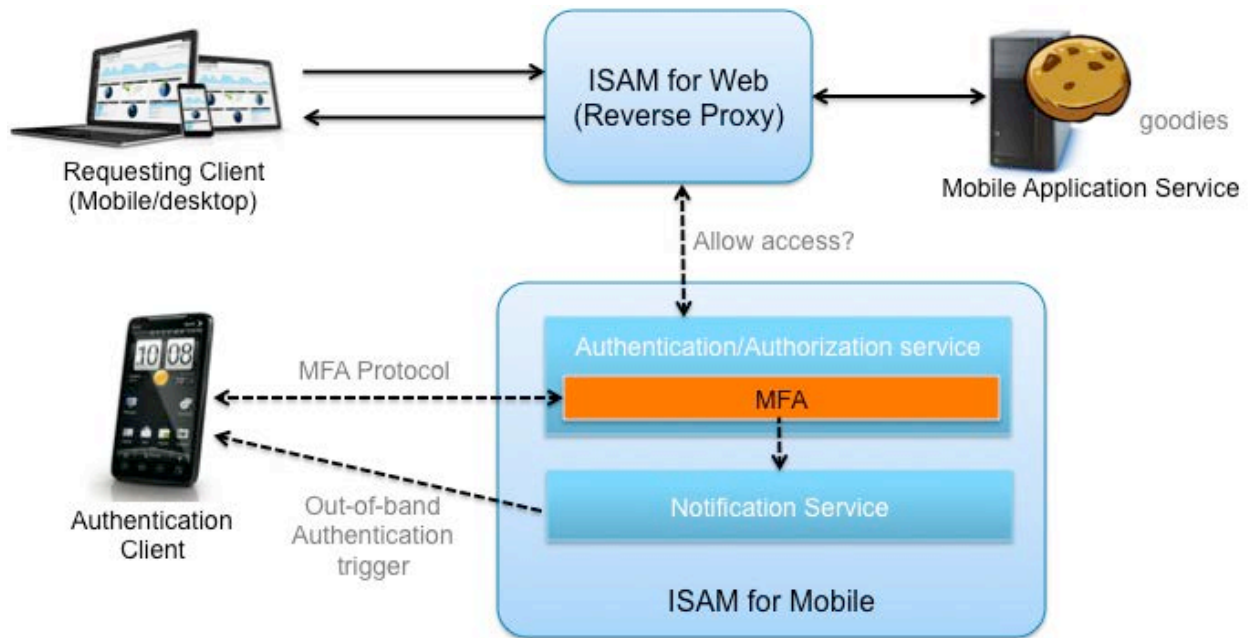 ISAM for Web
(Reverse Proxy)
goodies
Requesting Client
(Mobile/desktop)
Mobile Application Service
Allow access?
Authentication/Authorization service
MFA Protocol
MFA
10 08
Notification Service
Out-of-band
Authentication
trigger
Authentication
Client
ISAM for Mobile